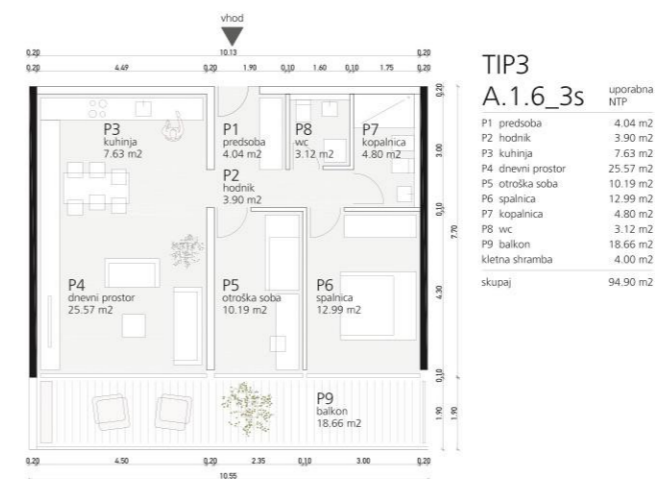 vhod
0,20 10.13 0,20
0,20 4.49 0,20 1.90 0,10 1.60 0,10 1.75 0,20
P3
kuhinja
7.63 m2
P1
predsoba
4.04 m2
P8
wc
3.12 m2
P7
kopalnica
4.80 m2
P2
hodnik
3.90 m2
P4
dnevni prostor
25.57 m2
P5
otroška soba
10.19 m2
P6
spalnica
12.99 m2
P9
balkon
18.66 m2
0,20
3.00
0,10
7.70
4.30
0,10
1.90 1.90
0,20 4.50 0,20 2.35 0,10 3.00 0,20
10.55
TIP3
A.1.6_3s
uporabna
NTP
P1 predsoba 4.04 m2
P2 hodnik 3.90 m2
P3 kuhinja 7.63 m2
P4 dnevni prostor 25.57 m2
P5 otroška soba 10.19 m2
P6 spalnica 12.99 m2
P7 kopalnica 4.80 m2
P8 wc 3.12 m2
P9 balkon 18.66 m2
kletna shramba 4.00 m2
skupaj 94.90 m2